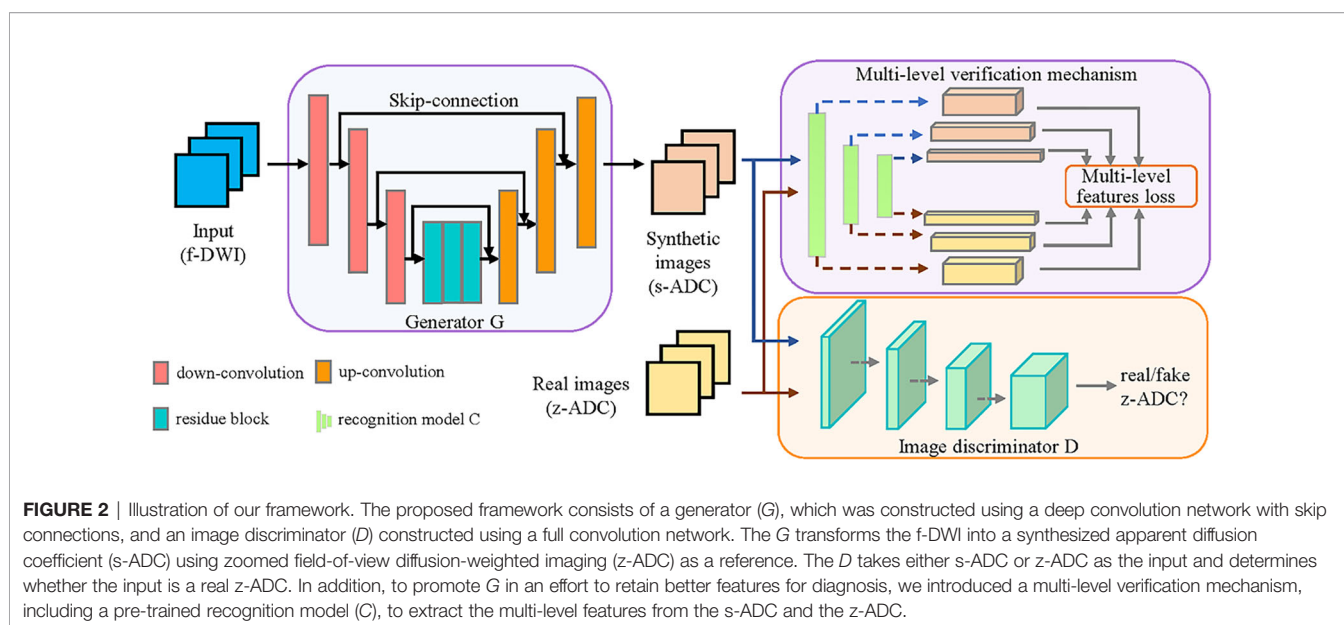 Skip-connection
Input
(f-DWI)
Generator G
Synthetic
images
(s-ADC)
Multi-level verification mechanism
Multi-level
features loss
down-convolution
up-convolution
residue block
recognition model C
Real images
(z-ADC)
real/fake
z-ADC?
Image discriminator D
FIGURE 2 | Illustration of our framework. The proposed framework consists of a generator (G), which was constructed using a deep convolution network with skip
connections, and an image discriminator (D) constructed using a full convolution network. The G transforms the f-DWI into a synthesized apparent diffusion
coefficient (s-ADC) using zoomed field-of-view diffusion-weighted imaging (z-ADC) as a reference. The D takes either s-ADC or z-ADC as the input and determines
whether the input is a real z-ADC. In addition, to promote G in an effort to retain better features for diagnosis, we introduced a multi-level verification mechanism,
including a pre-trained recognition model (C), to extract the multi-level features from the s-ADC and the z-ADC.